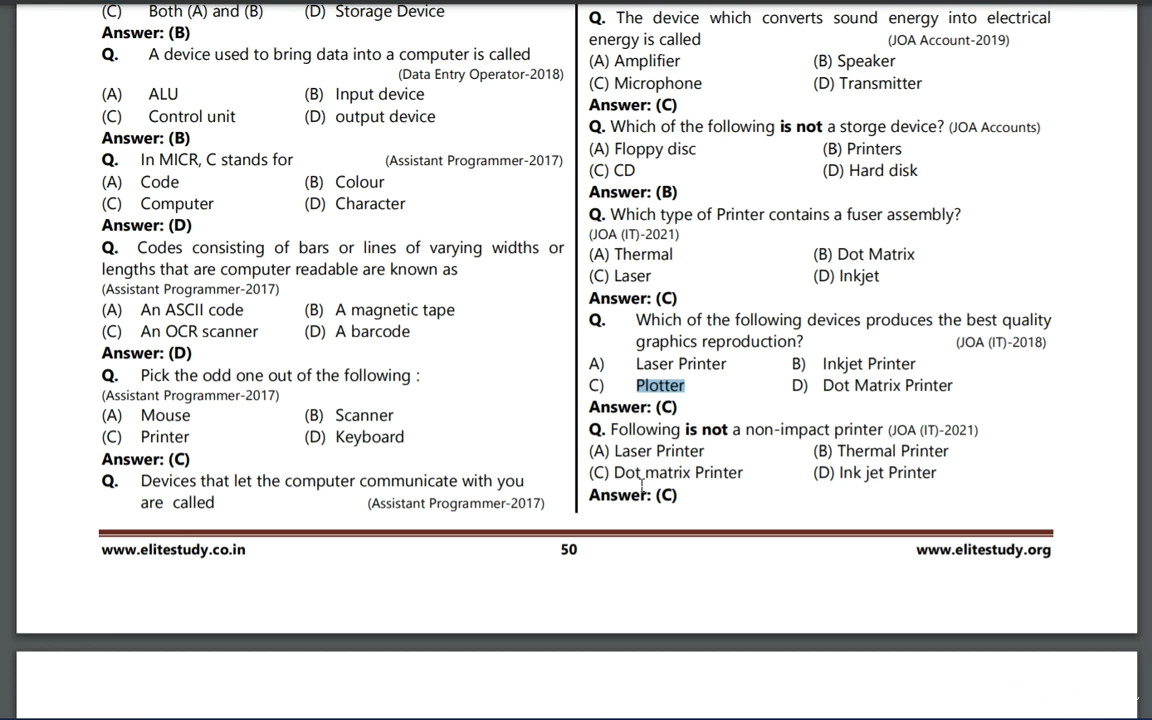 (C) Both (A) and (B) (D) Storage Device
Answer: (B)
Q. A device used to bring data into a computer is called
(Data Entry Operator-2018)
(A) ALU (B) Input device
(C) Control unit (D) output device
Answer: (B)
Q. In MICR, C stands for (Assistant Programmer-2017)
(A) Code (B) Colour
(C) Computer (D) Character
Answer: (D)
Q. Codes consisting of bars or lines of varying widths or
lengths that are computer readable are known as
(Assistant Programmer-2017)
(A) An ASCII code (B) A magnetic tape
(C) An OCR scanner (D) A barcode
Answer: (D)
Q. Pick the odd one out of the following :
(Assistant Programmer-2017)
(A) Mouse (B) Scanner
(C) Printer (D) Keyboard
Answer: (C)
Q. Devices that let the computer communicate with you
are called (Assistant Programmer-2017)
Q. The device which converts sound energy into electrical
energy is called (JOA Account-2019)
(A) Amplifier (B) Speaker
(C) Microphone (D) Transmitter
Answer: (C)
Q. Which of the following is not a storge device? (JOA Accounts)
(A) Floppy disc (B) Printers
(C) CD (D) Hard disk
Answer: (B)
Q. Which type of Printer contains a fuser assembly?
(JOA (IT)-2021)
(A) Thermal (B) Dot Matrix
(C) Laser (D) Inkjet
Answer: (C)
Q. Which of the following devices produces the best quality
graphics reproduction? (JOA (IT)-2018)
A) Laser Printer B) Inkjet Printer
C) Plotter D) Dot Matrix Printer
Answer: (C)
Q. Following is not a non-impact printer (JOA (IT)-2021)
(A) Laser Printer (B) Thermal Printer
(C) Dot matrix Printer (D) Ink jet Printer
Answer: (C)
www.elitestudy.co.in 50 www.elitestudy.org